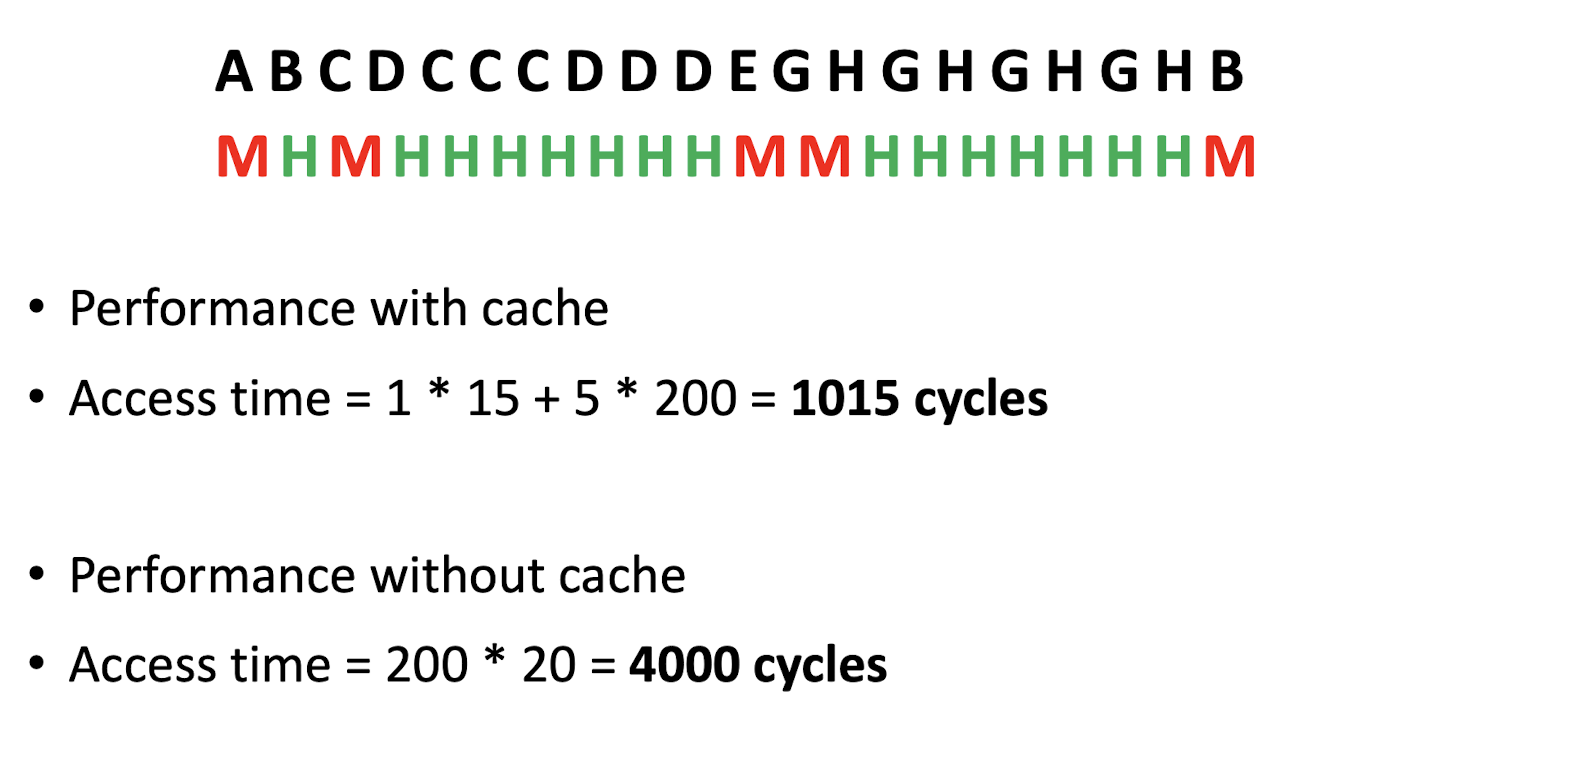 A B C D C C C D D D E G H G H G H G H B
M H M H H H H H H H M M H H H H H H H M
• Performance with cache
• Access time = 1 * 15 + 5 * 200 = 1015 cycles
• Performance without cache
• Access time = 200 * 20 = 4000 cycles